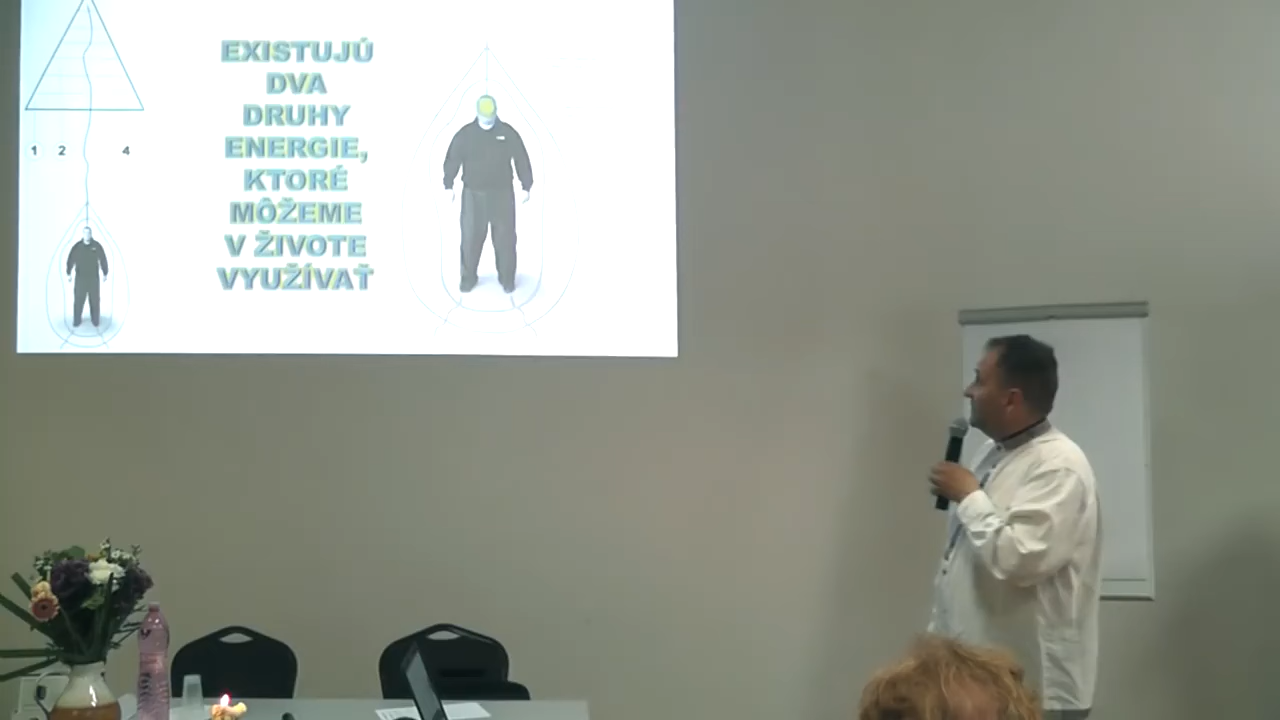 1 2 4
EXISTUJÚ
DVA
DRUHY
ENERGIE,
KTORÉ
MÔŽEME
V ŽIVOTE
VYUŽÍVAŤ